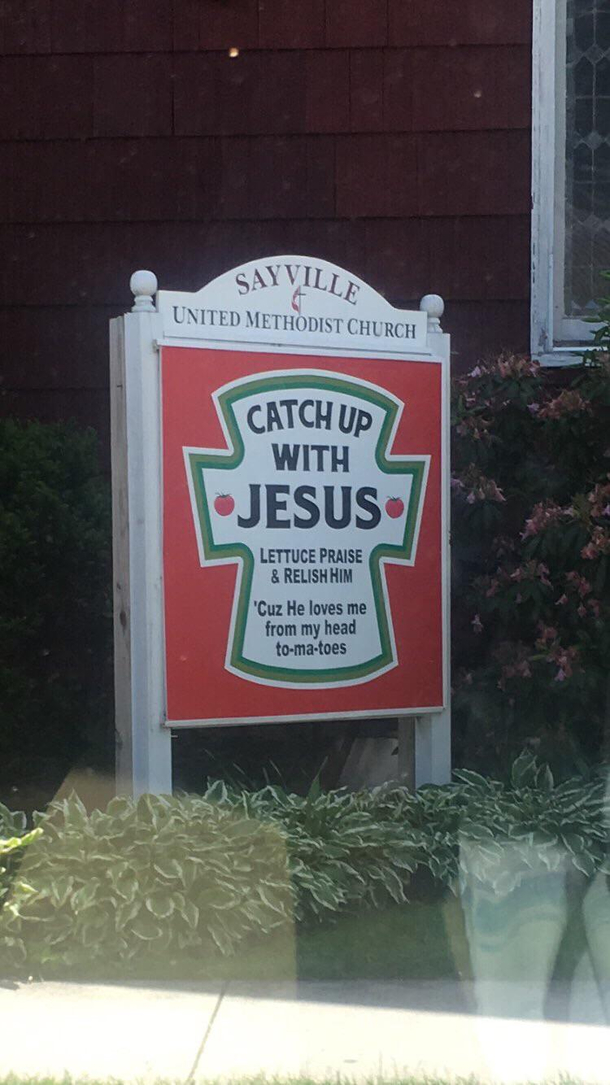 SAYVILLE
UNITED METHODIST CHURCH
CATCH UP
WITH
JESUS
LETTUCE PRAISE
& RELISH HIM
'Cuz He loves me
from my head
to-ma-toes